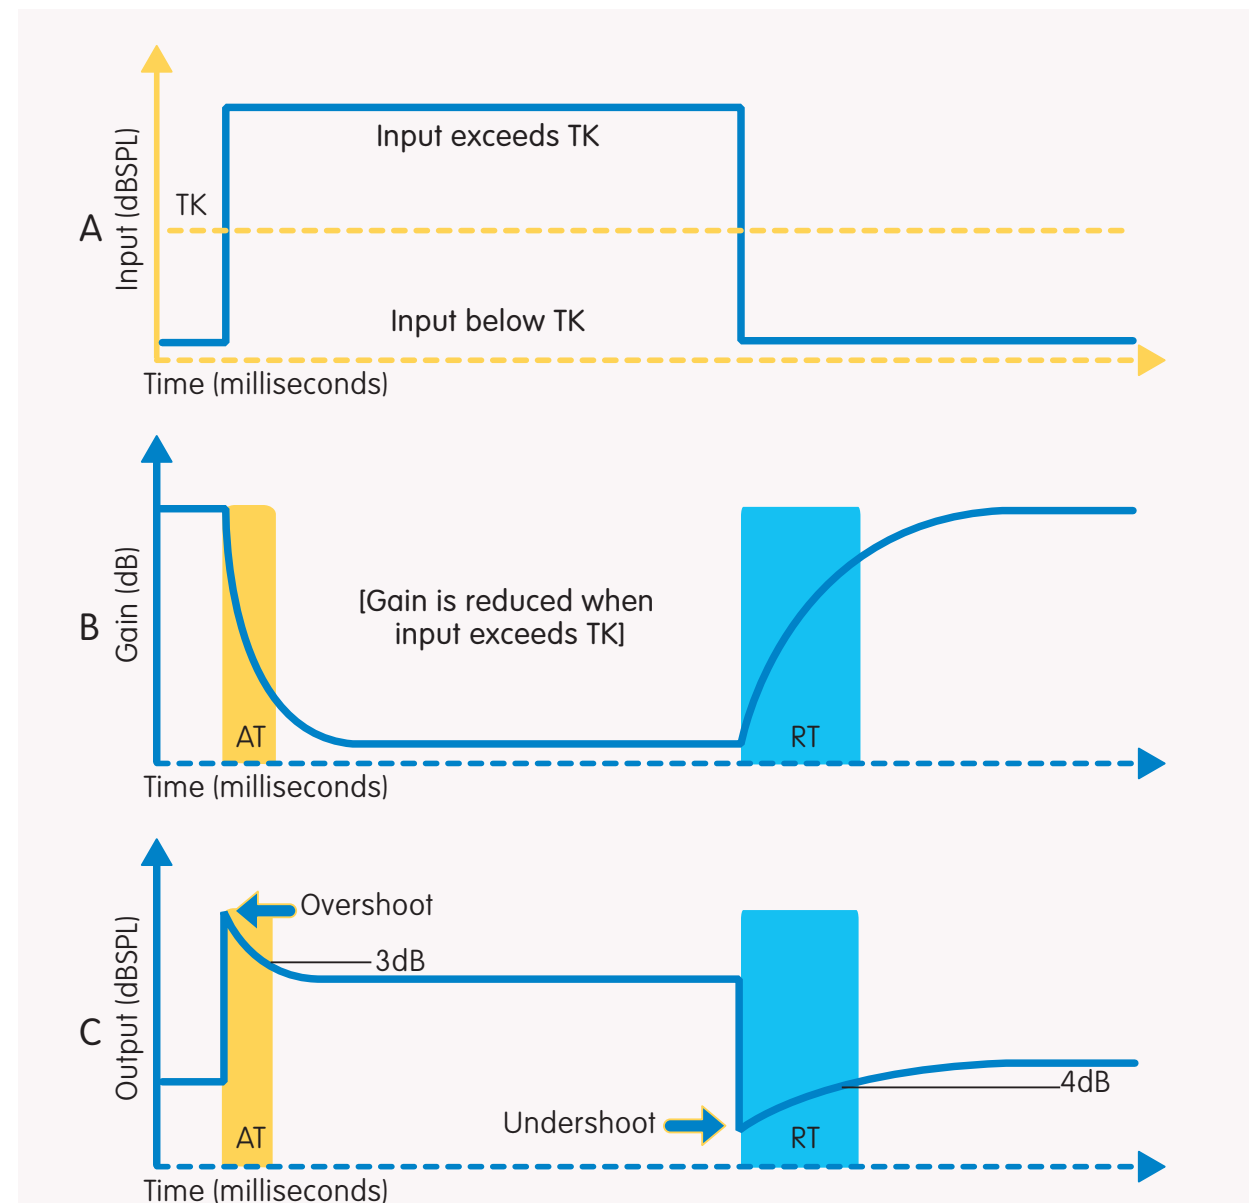 A
Input (dBSPL)
TK
Input exceeds TK
Input below TK
Time (milliseconds)
B
Gain (dB)
[Gain is reduced when
input exceeds TK]
AT
RT
Time (milliseconds)
C
Output (dBSPL)
Overshoot
3dB
4dB
Undershoot
AT
RT
Time (milliseconds)